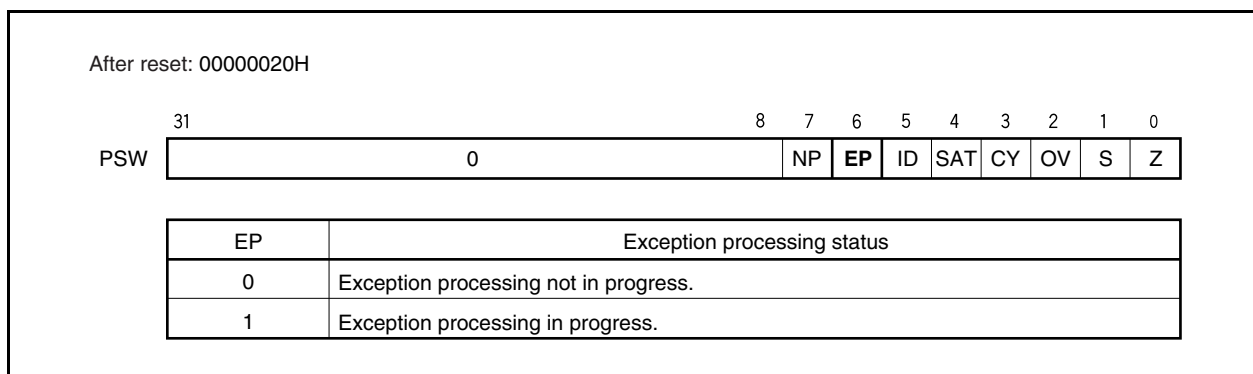 After reset: 00000020H
31 8 7 6 5 4 3 2 1 0
PSW 0 NP EP ID SAT CY OV S Z
EP Exception processing status
0 Exception processing not in progress.
1 Exception processing in progress.